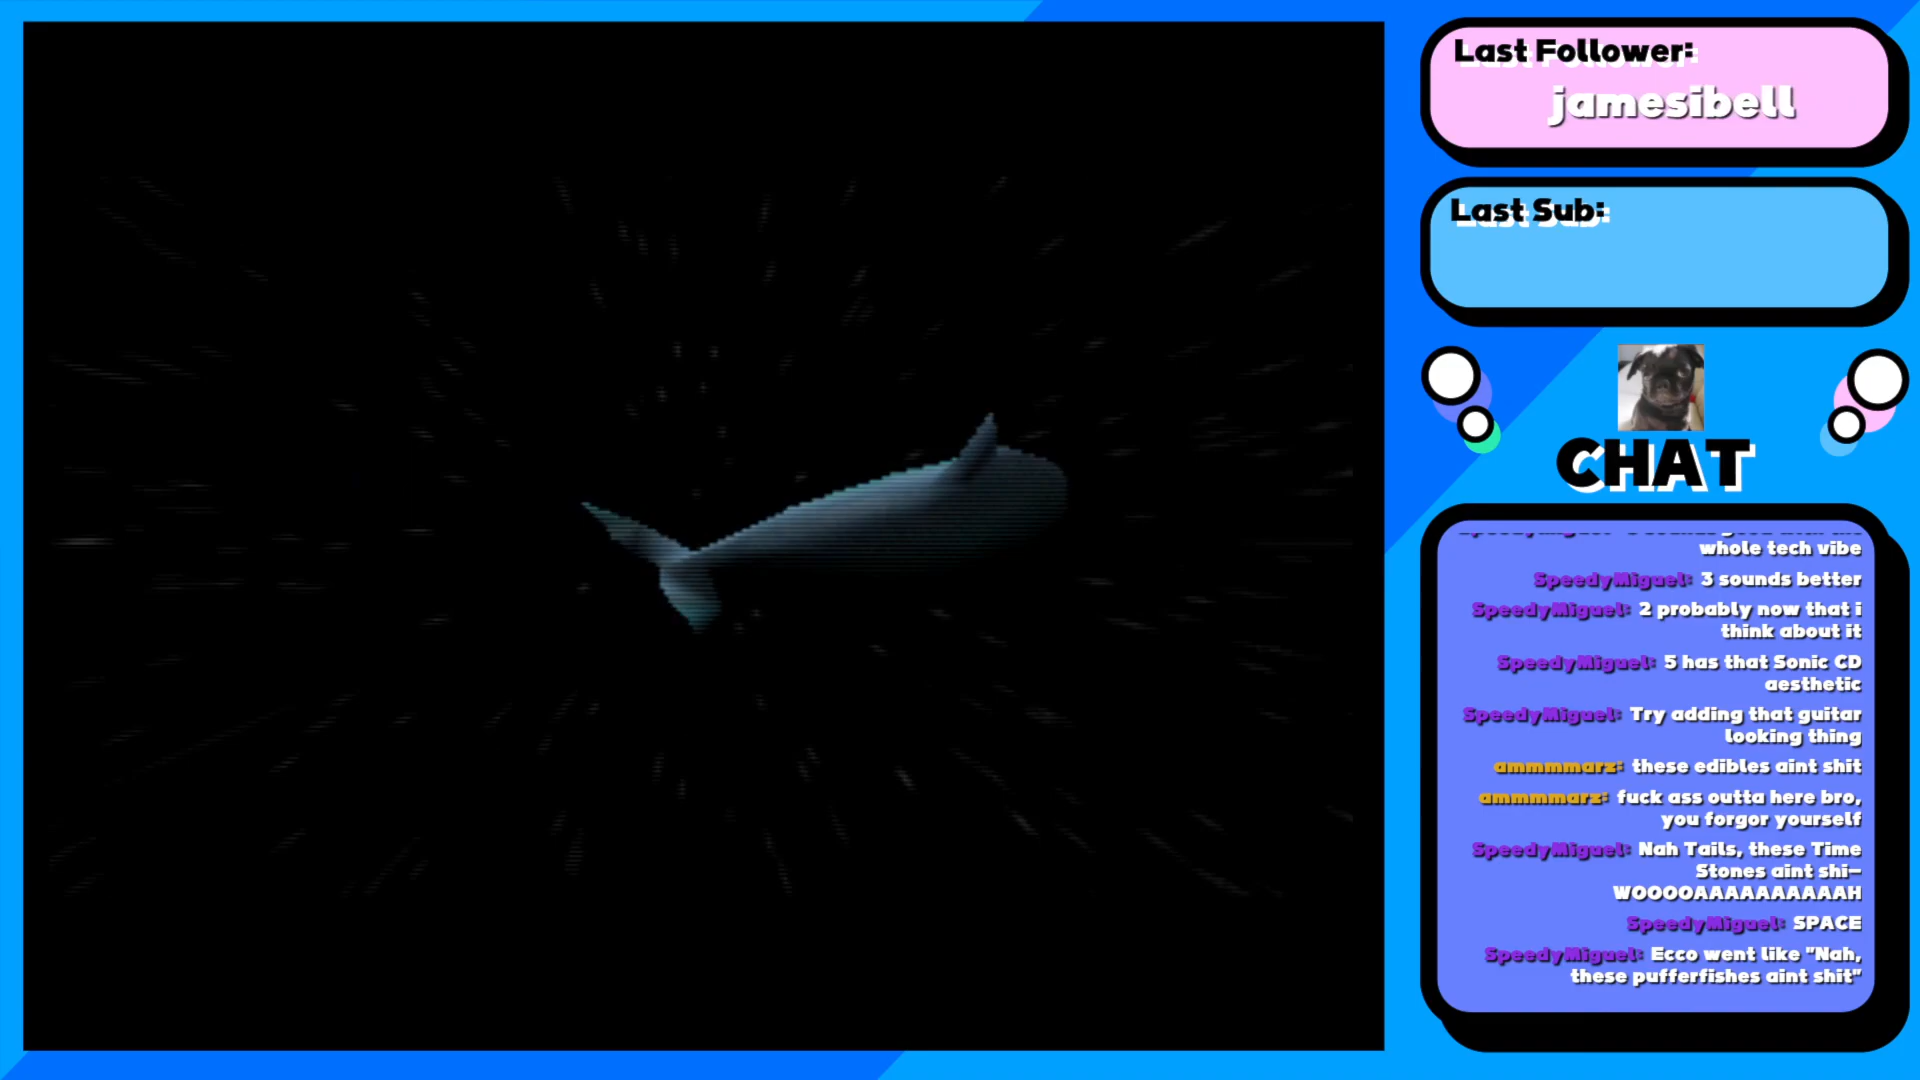 Last Follower:
jamesibell
Last Sub:
CHAT
whole tech vibe
SpeedyMiguel: 3 sounds better
SpeedyMiguel: 2 probably now that i
think about it
SpeedyMiguel: 5 has that Sonic CD
aesthetic
SpeedyMiguel: Try adding that guitar
looking thing
ammmmarz: these edibles aint shit
ammmmarz: fuck ass outta here bro,
you forgor yourself
SpeedyMiguel: Nah Tails, these Time
Stones aint shi—
WOOOOAAAAAAAAAAAH
SpeedyMiguel: SPACE
SpeedyMiguel: Ecco went like "Nah,
these pufferfishes aint shit"